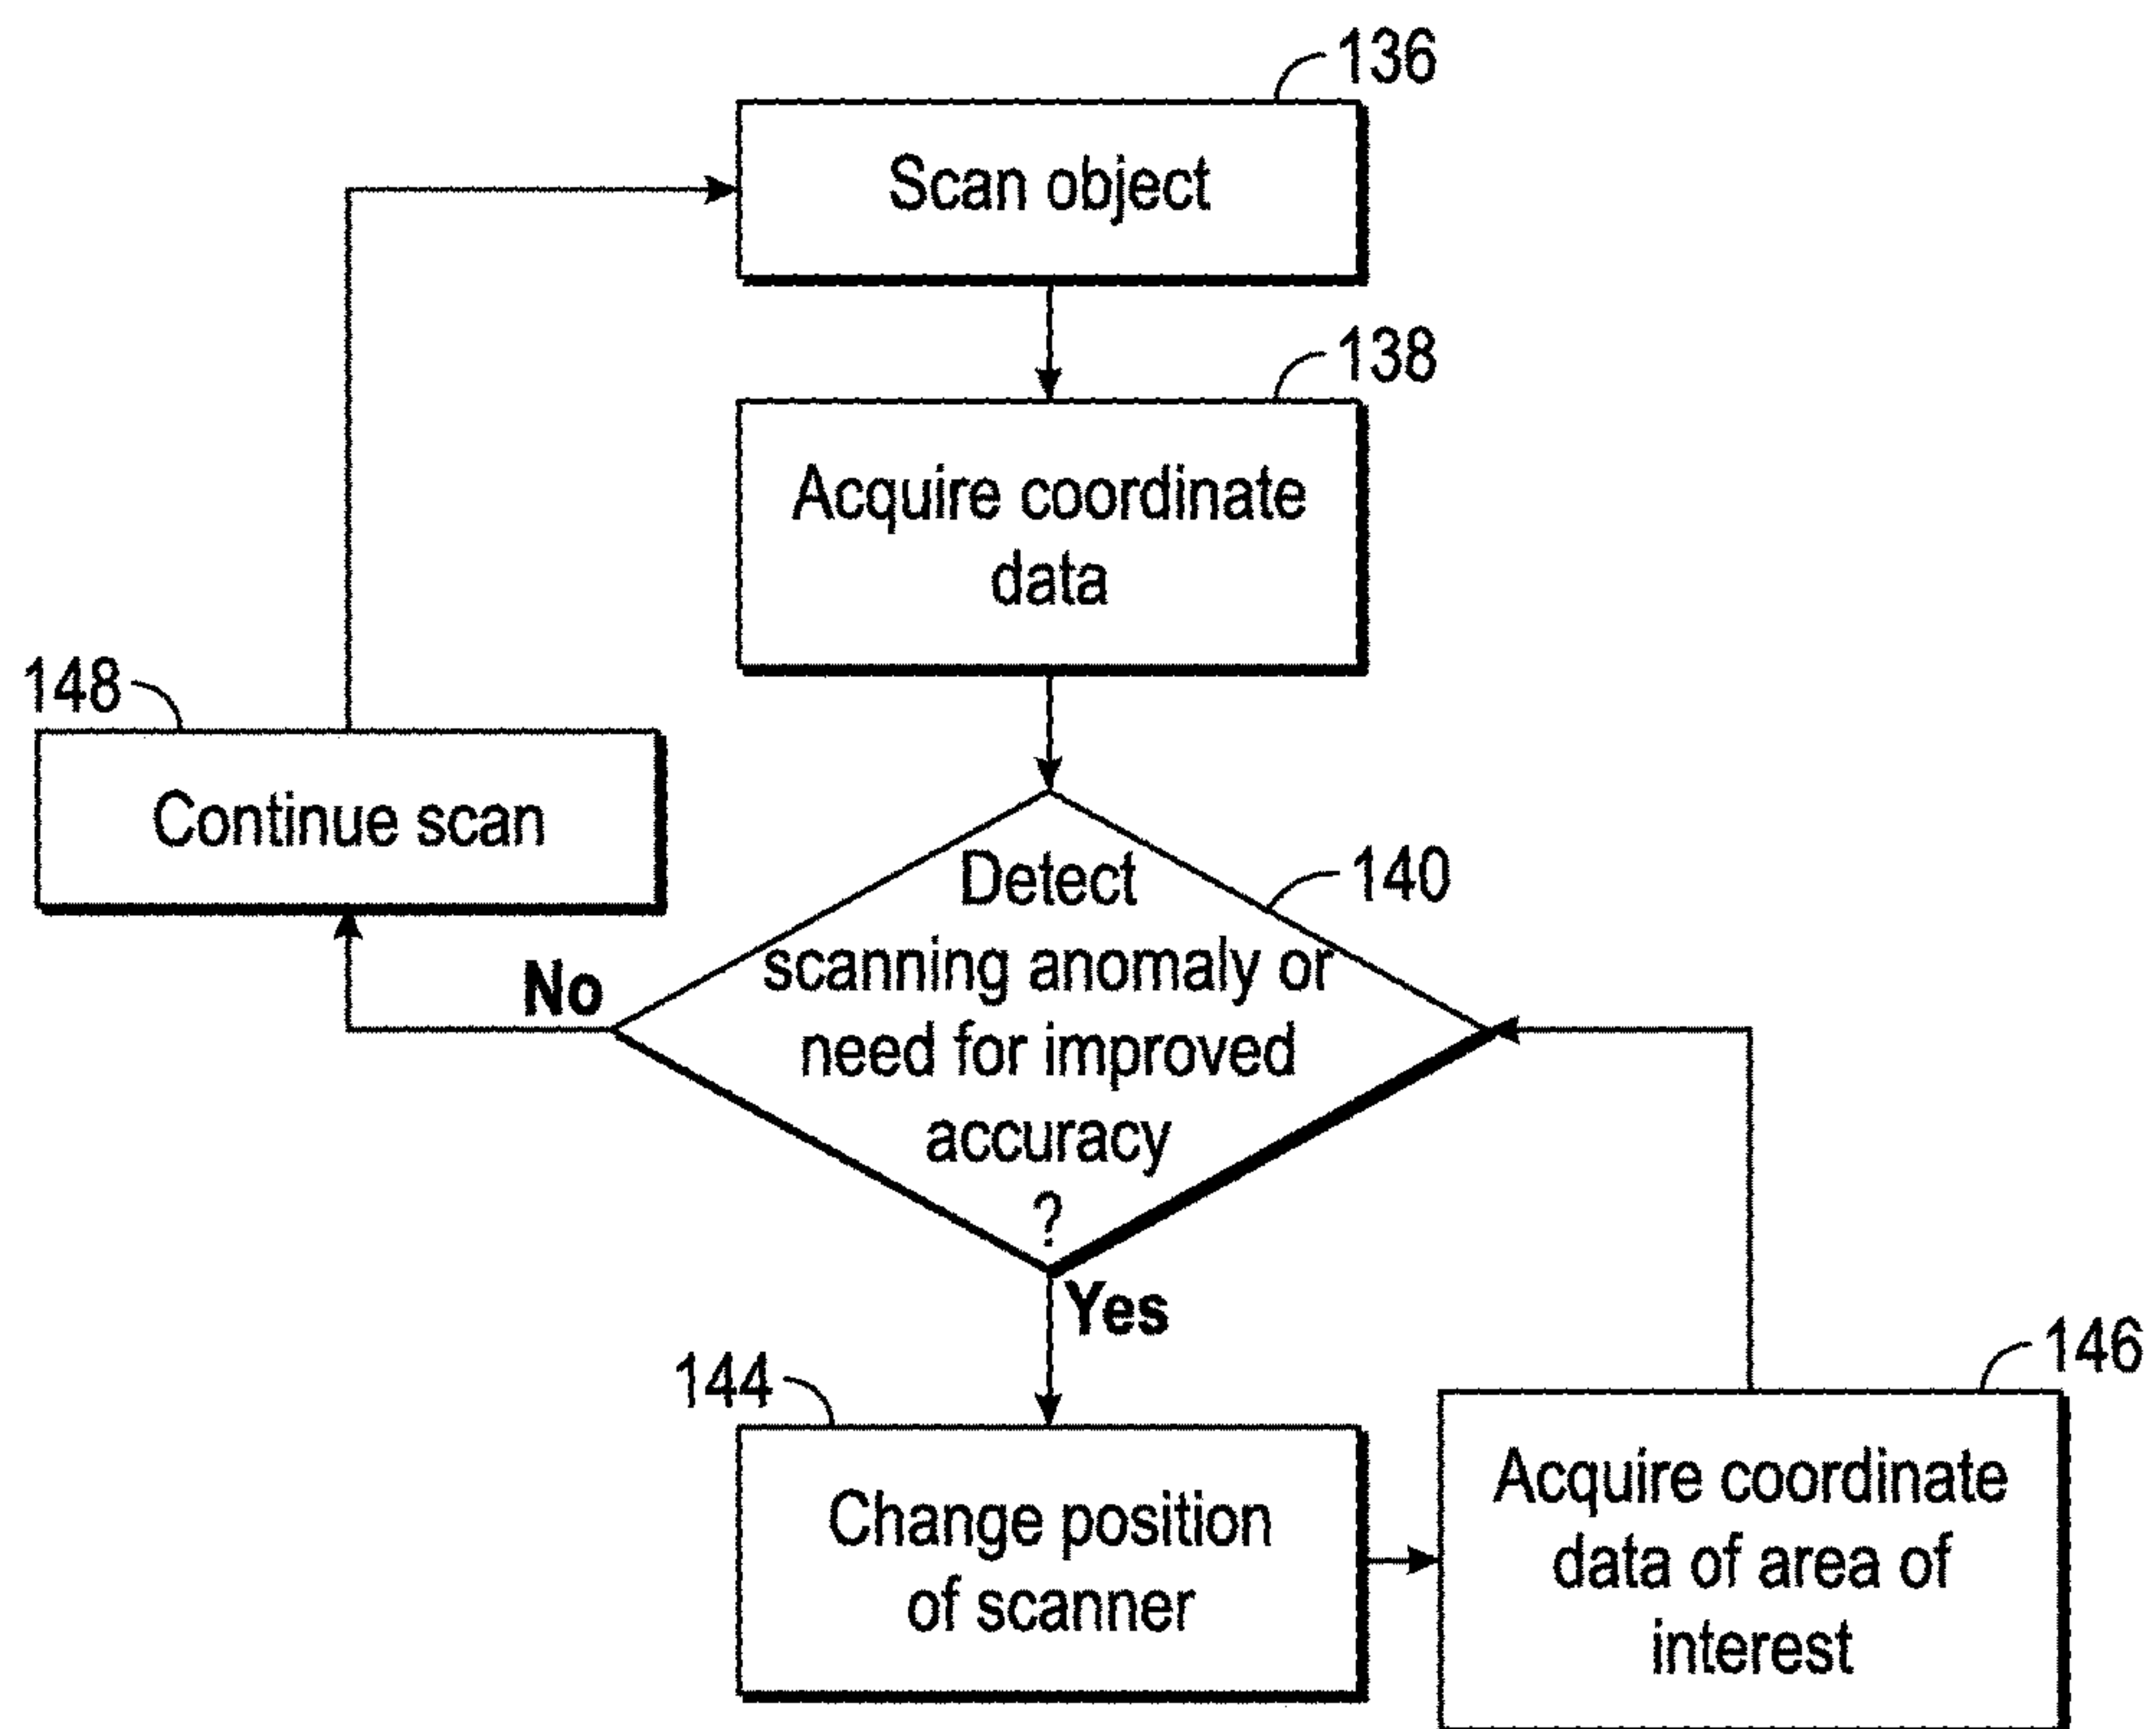 136
Scan object
138
Acquire coordinate
data
148
Continue scan
140
Detect
scanning anomaly or
need for improved
accuracy
?
No
Yes
144
Change position
of scanner
146
Acquire coordinate
data of area of
interest